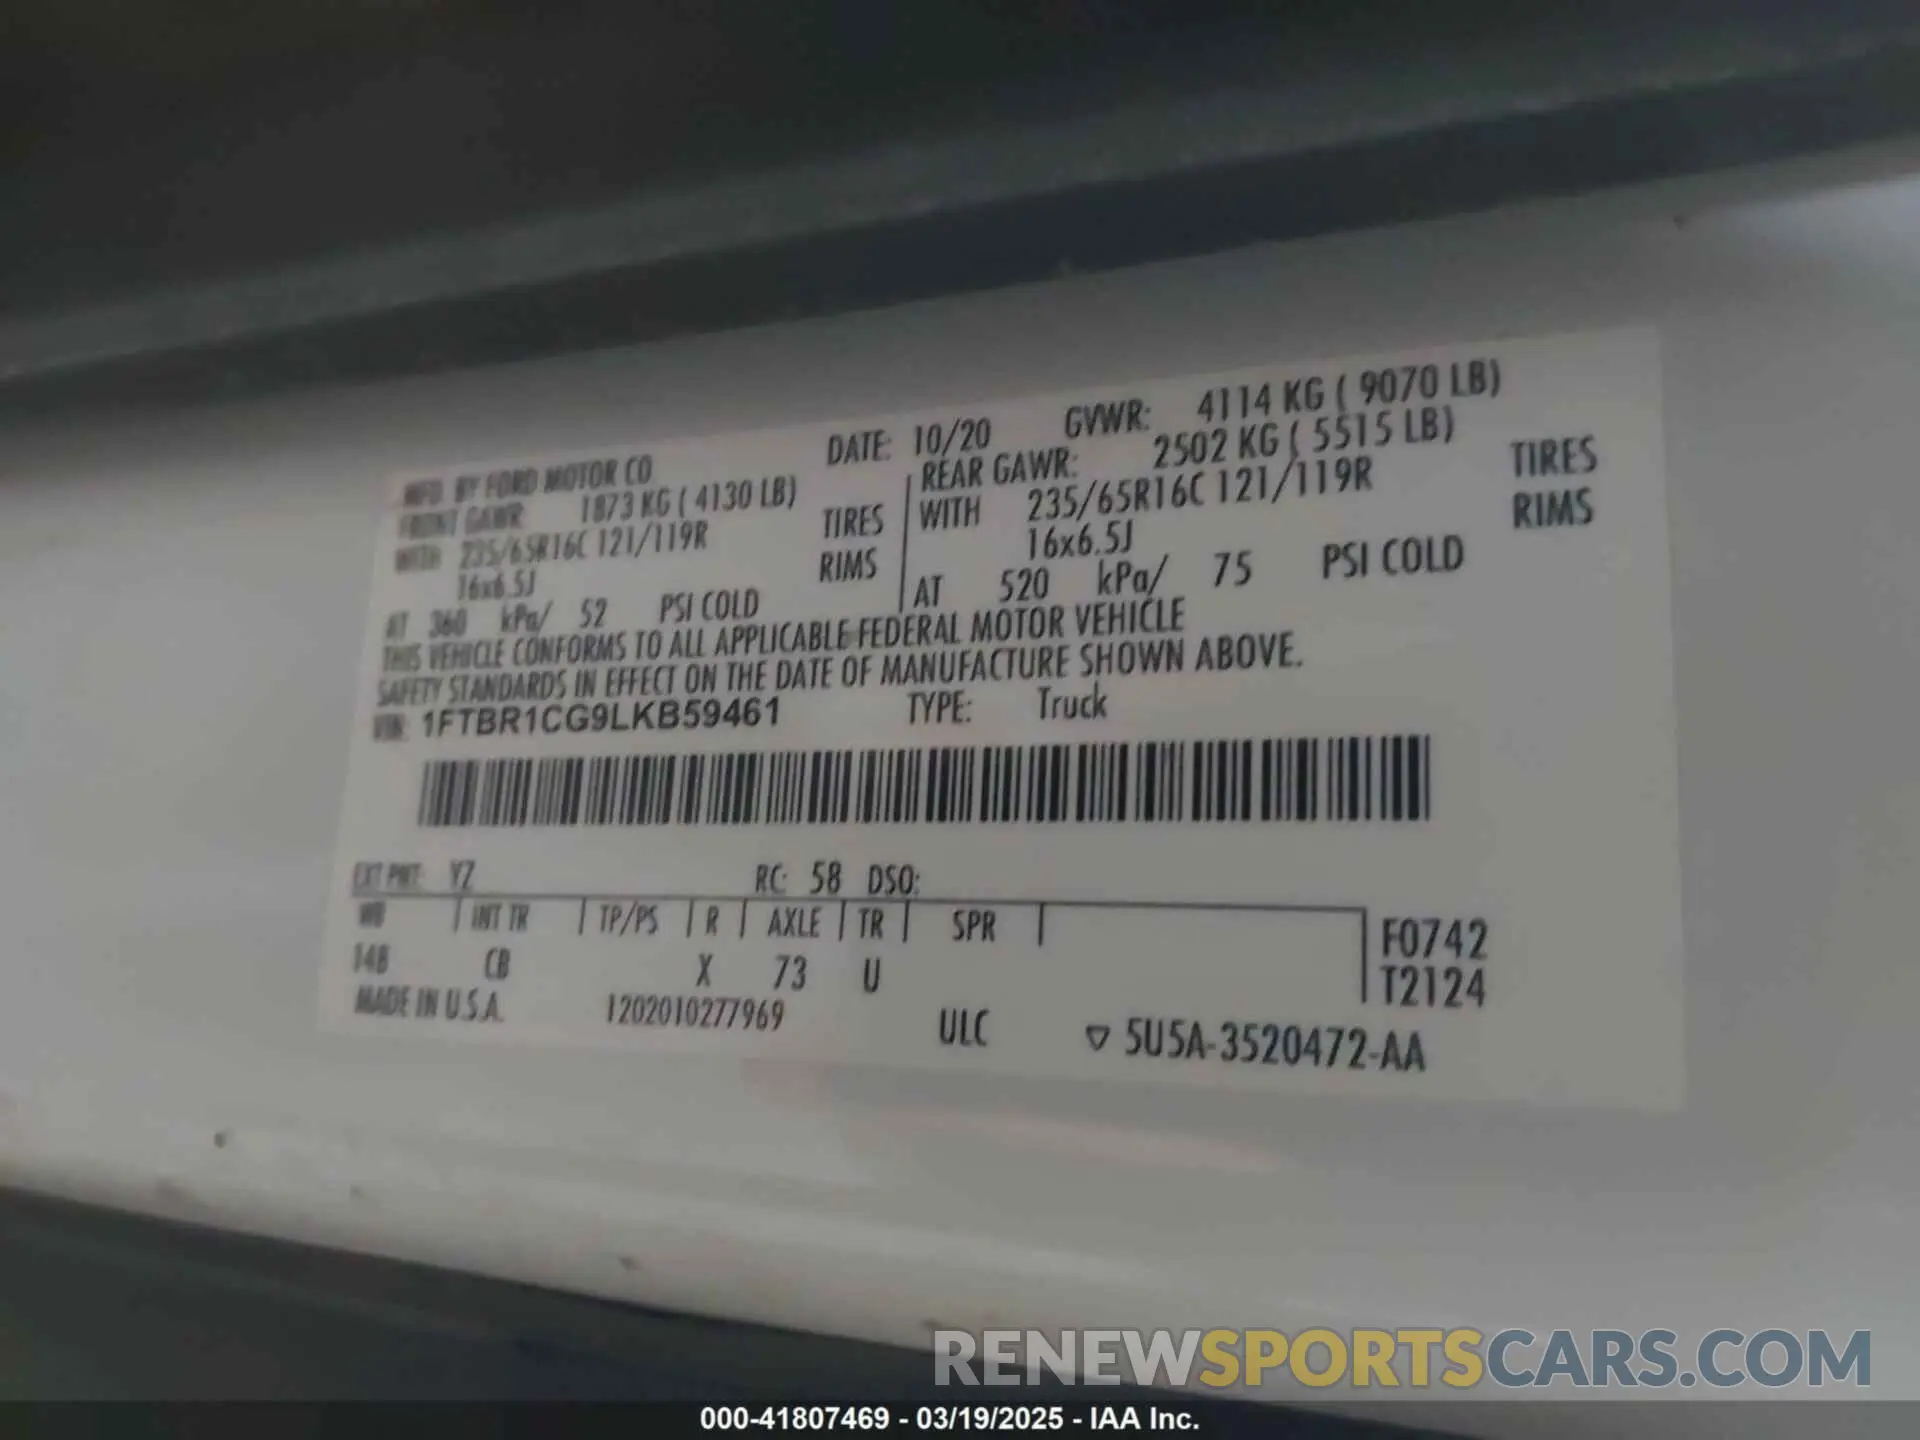 MFD. BY FORD MOTOR CO DATE: 10/20 GVWR: 4114 KG ( 9070 LB)
FRONT GAWR 1873 KG ( 4130 LB) REAR GAWR: 2502 KG ( 5515 LB)
WITH 235/65R16C 121/119R TIRES WITH 235/65R16C 121/119R TIRES
16x6.5J RIMS 16x6.5J RIMS
AT 360 kPa/ 52 PSI COLD AT 520 kPa/ 75 PSI COLD
THIS VEHICLE CONFORMS TO ALL APPLICABLE FEDERAL MOTOR VEHICLE
SAFETY STANDARDS IN EFFECT ON THE DATE OF MANUFACTURE SHOWN ABOVE.
VIN: 1FTBR1CG9LKB59461 TYPE: Truck
EXT PNT: YZ RC: 58 DSO:
WB INT TR TP/PS R AXLE TR SPR F0742
148 CB X 73 U T2124
MADE IN U.S.A. 1202010277969 ULC ▽ 5U5A-3520472-AA
RENEWSPORTSCARS.COM
000-41807469 - 03/19/2025 - IAA Inc.